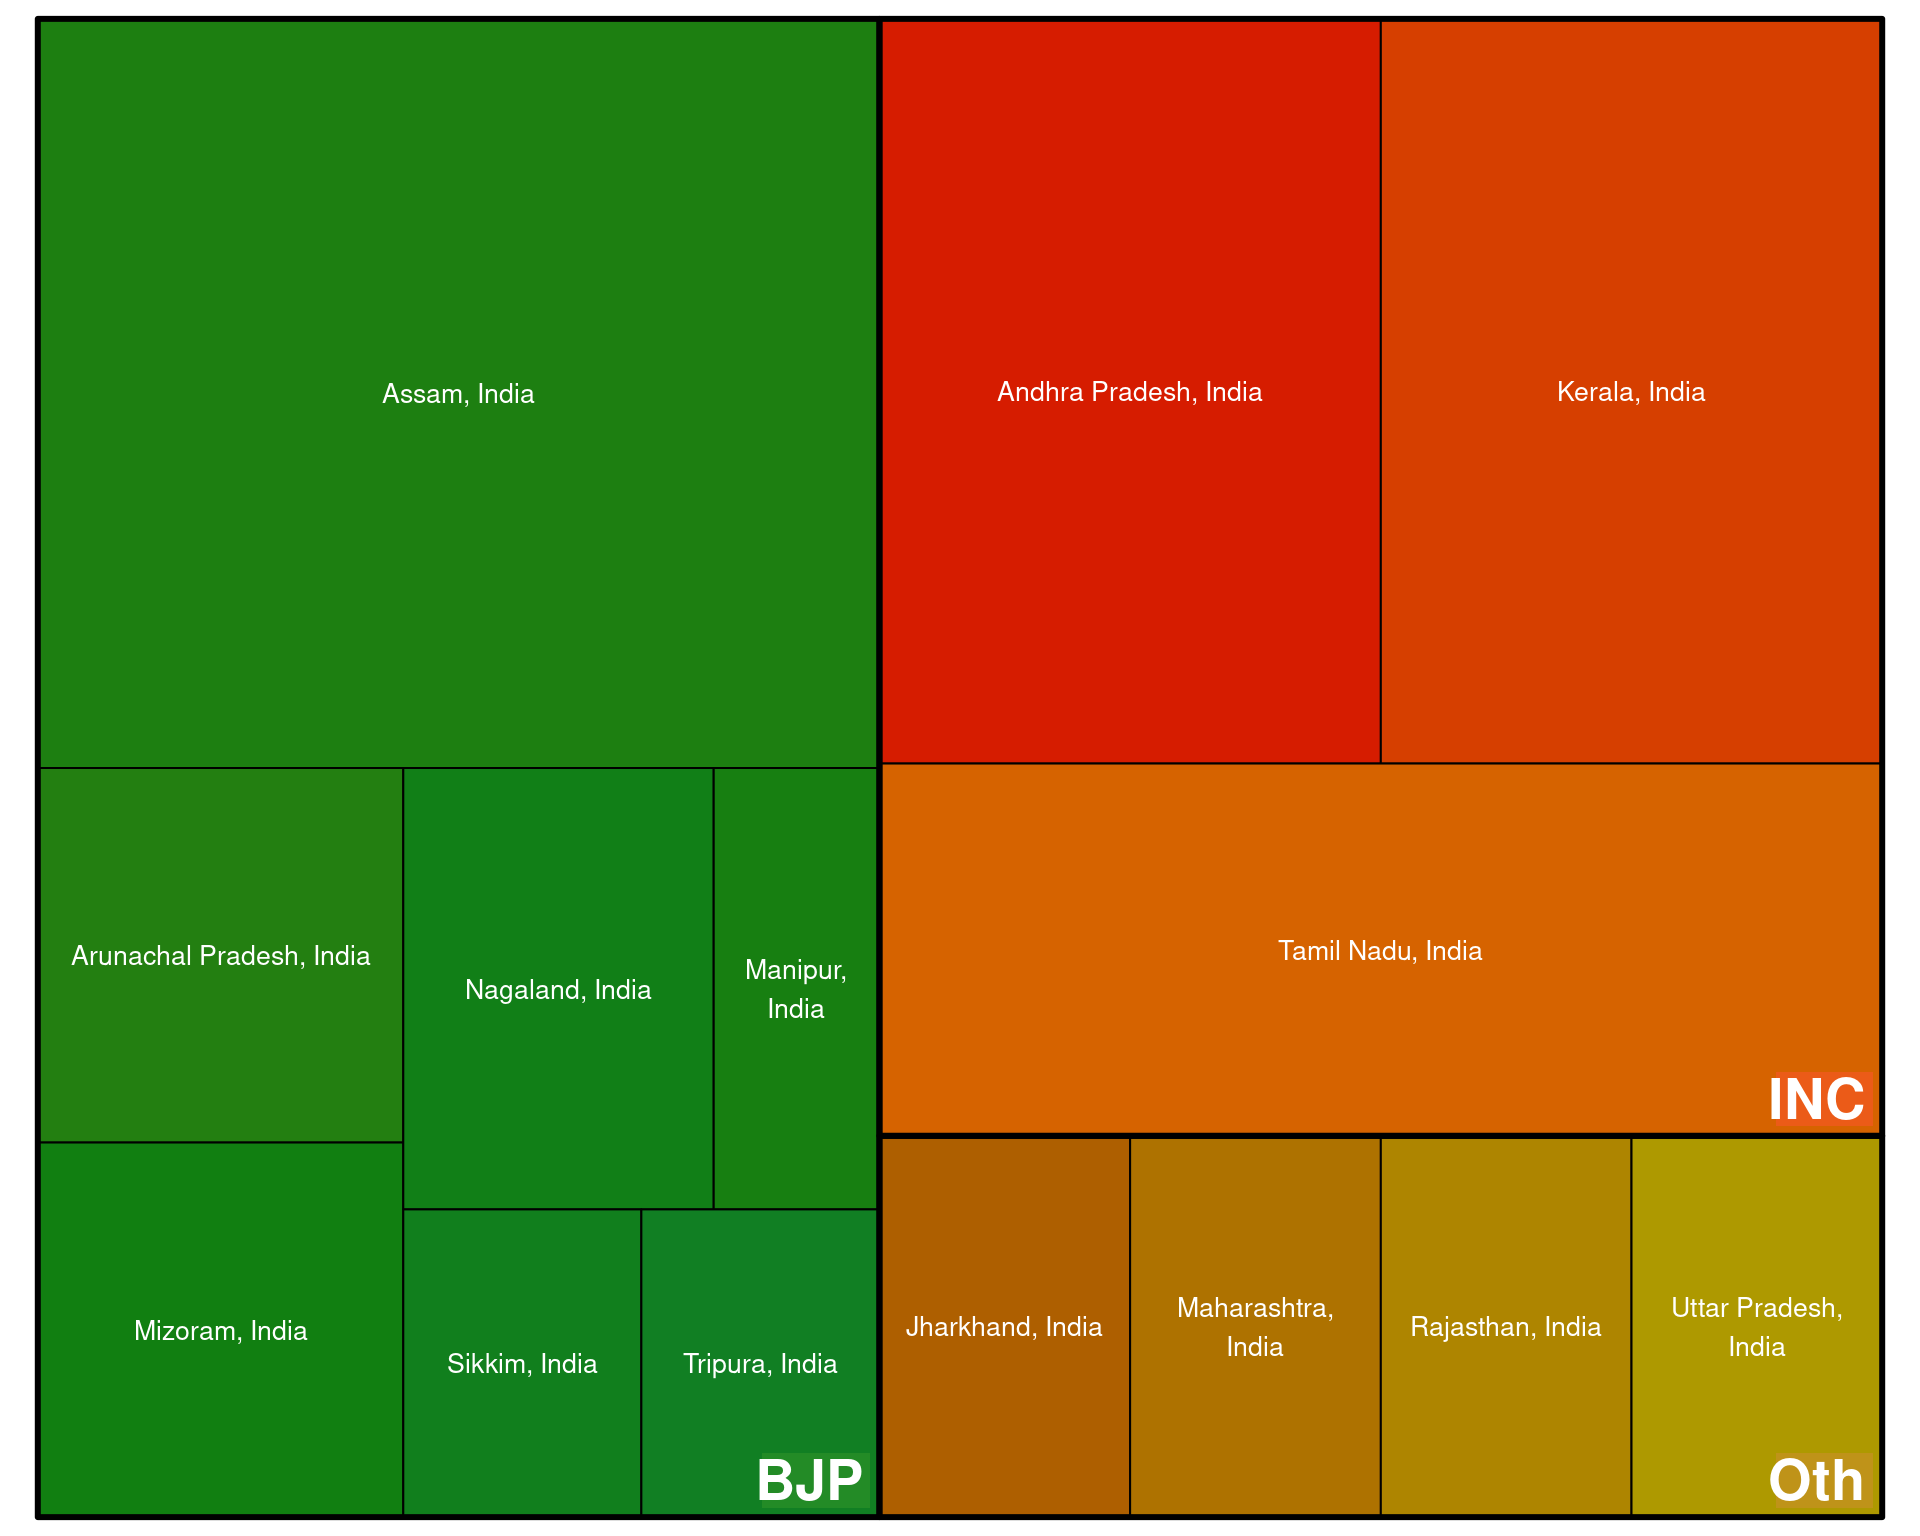 Assam, India
Andhra Pradesh, India
Kerala, India
Arunachal Pradesh, India
Nagaland, India
Manipur,
India
Tamil Nadu, India
INC
Mizoram, India
Sikkim, India
Tripura, India
BJP
Jharkhand, India
Maharashtra,
India
Rajasthan, India
Uttar Pradesh,
India
Oth